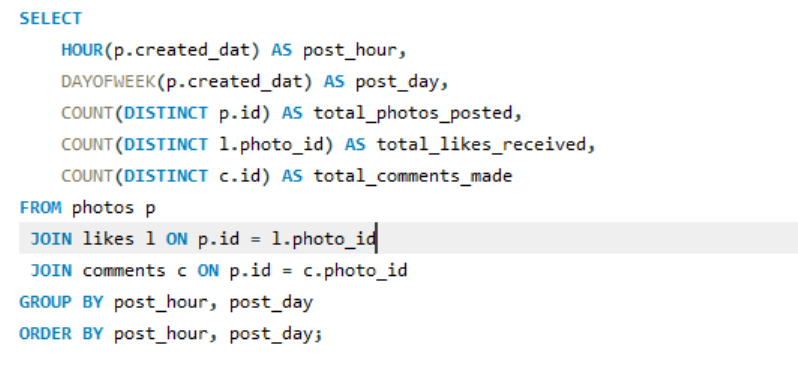 SELECT
HOUR(p.created_dat) AS post_hour,
DAYOFWEEK(p.created_dat) AS post_day,
COUNT(DISTINCT p.id) AS total_photos_posted,
COUNT(DISTINCT l.photo_id) AS total_likes_received,
COUNT(DISTINCT c.id) AS total_comments_made
FROM photos p
JOIN likes l ON p.id = l.photo_id
JOIN comments c ON p.id = c.photo_id
GROUP BY post_hour, post_day
ORDER BY post_hour, post_day;